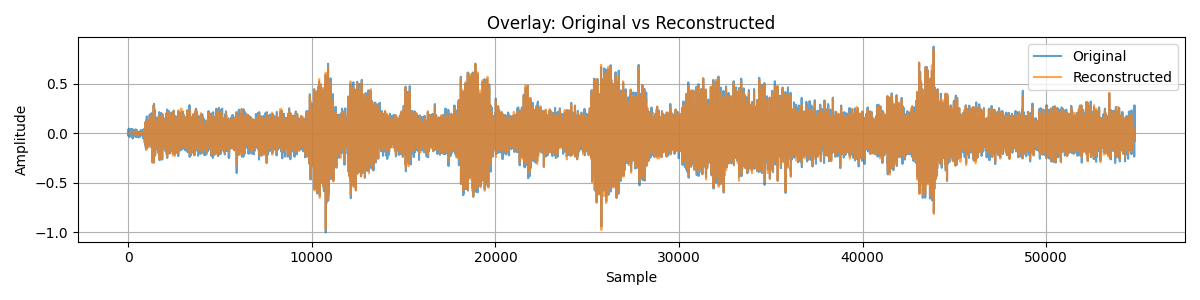 Overlay: Original vs Reconstructed
Original
Reconstructed
Amplitude
0.5
0.0
−0.5
−1.0
0 10000 20000 30000 40000 50000
Sample